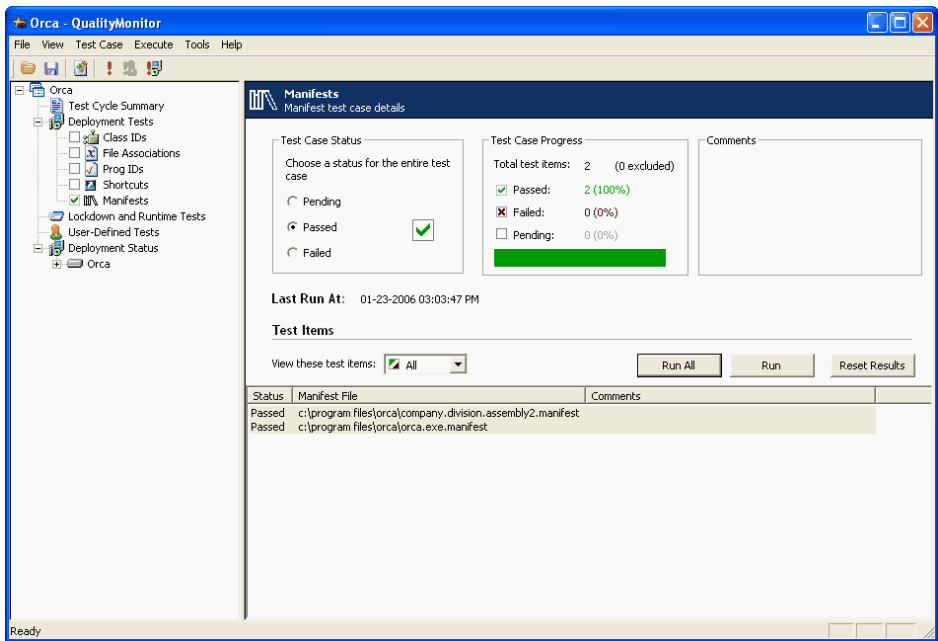 Orca - QualityMonitor
File View Test Case Execute Tools Help
Orca
Test Cycle Summary
Deployment Tests
Class IDs
File Associations
Prog IDs
Shortcuts
Manifests
Lockdown and Runtime Tests
User-Defined Tests
Deployment Status
Orca
Manifests
Manifest test case details
Test Case Status
Choose a status for the entire test
case
Pending
Passed
Failed
Test Case Progress
Total test items: 2 (0 excluded)
Passed: 2 (100%)
Failed: 0 (0%)
Pending: 0 (0%)
Comments
Last Run At: 01-23-2006 03:03:47 PM
Test Items
View these test items: All
Run All Run Reset Results
Status Manifest File Comments
Passed c:\program files\orca\company.division.assembly2.manifest
Passed c:\program files\orca\orca.exe.manifest
Ready